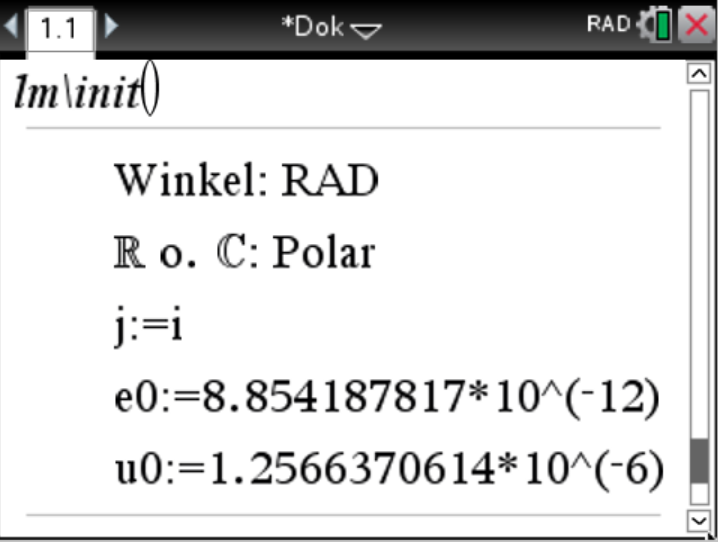 1.1 *Dok RAD
lm\init()
Winkel: RAD
ℝ o. ℂ: Polar
j:=i
e0:=8.854187817*10^(-12)
u0:=1.2566370614*10^(-6)